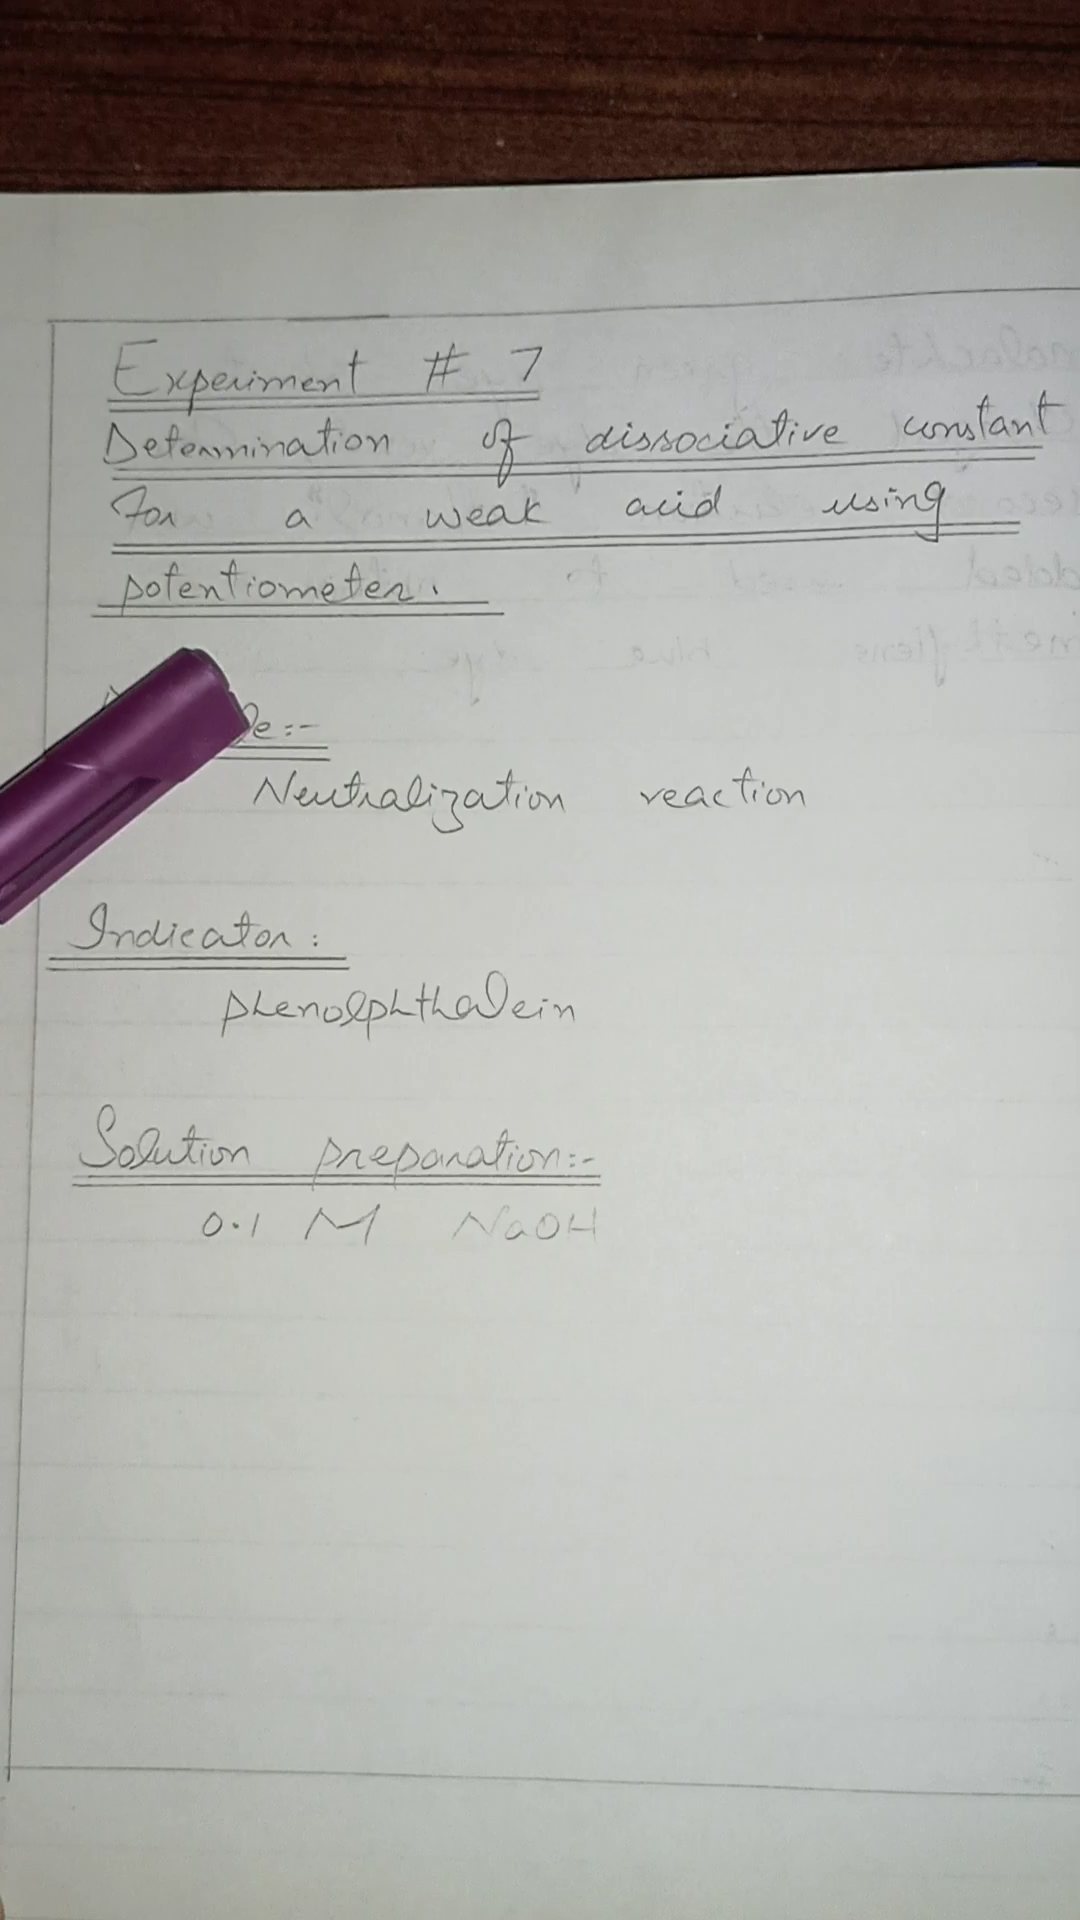 Experiment # 7
Determination of dissociative constant
For a weak acid using
potentiometer.
Neutralization reaction
Indicator:
phenolphthalein
Solution preparation:-
0.1 M NaOH